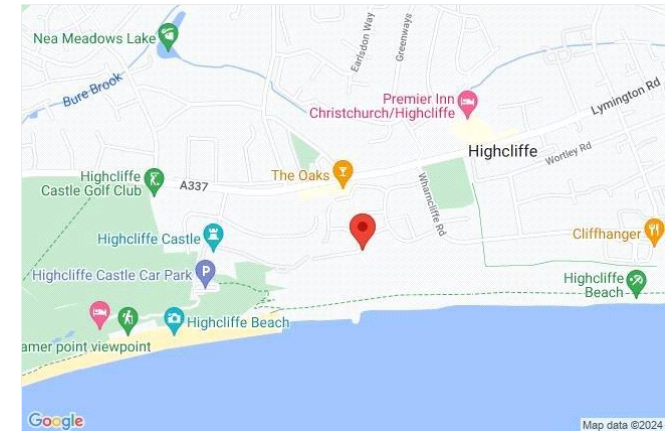 Nea Meadows Lake
Bure Brook
Earlsdon Way
Greenways
Premier Inn
Christchurch/Highcliffe
Lymington Rd
Highcliffe
Wortley Rd
Highcliffe
Castle Golf Club
A337
The Oaks
Wharncliffe Rd
Highcliffe Castle
Cliffhanger
Highcliffe Castle Car Park
P
Highcliffe
Beach
Highcliffe Beach
amer point viewpoint
Google
Map data ©2024